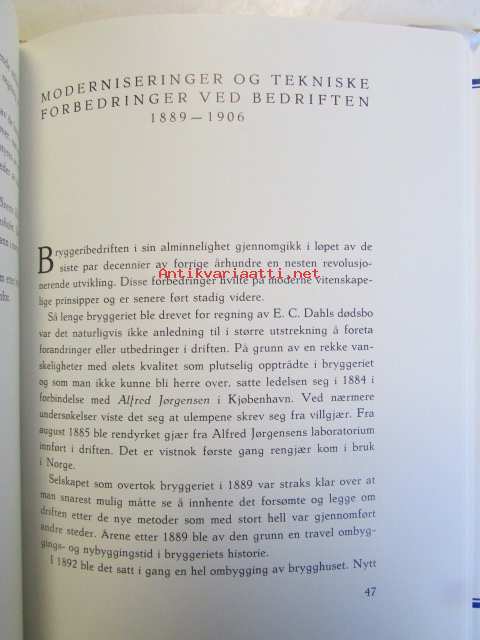 MODERNISERINGER OG TEKNISKE
FORBEDRINGER VED BEDRIFTEN
1889—1906
Bryggeribedriften i sin alminnelighet gjennomgikk i løpet av de
siste par decennier av forrige århundre en nesten revolusjo-
nerende utvikling. Disse forbedringer hvilte på moderne vitenskape-
lige prinsipper og er senere ført stadig videre.
Så lenge bryggeriet ble drevet for regning av E. C. Dahls dødsbo
var det naturligvis ikke anledning til i større utstrekning å foreta
forandringer eller utbedringer i driften. På grunn av en rekke van-
skeligheter med ølets kvalitet som plutselig opptrådte i bryggeriet
og som man ikke kunne bli herre over, satte ledelsen seg i 1884 i
forbindelse med Alfred Jørgensen i Kjøbenhavn. Ved nærmere
undersøkelser viste det seg at ulempene skrev seg fra villgjær. Fra
august 1885 ble rendyrket gjær fra Alfred Jørgensens laboratorium
innført i driften. Det er vistnok første gang rengjær kom i bruk
i Norge.
Selskapet som overtok bryggeriet i 1889 var straks klar over at
man snarest mulig måtte se å innhente det forsømte og legge om
driften etter de nye metoder som med stort hell var gjennomført
andre steder. Årene etter 1889 ble av den grunn en travel ombyg-
gings- og nybyggingstid i bryggeriets historie.
I 1892 ble det satt i gang en hel ombygging av brygghuset. Nytt
47
Antikvariaatti.net